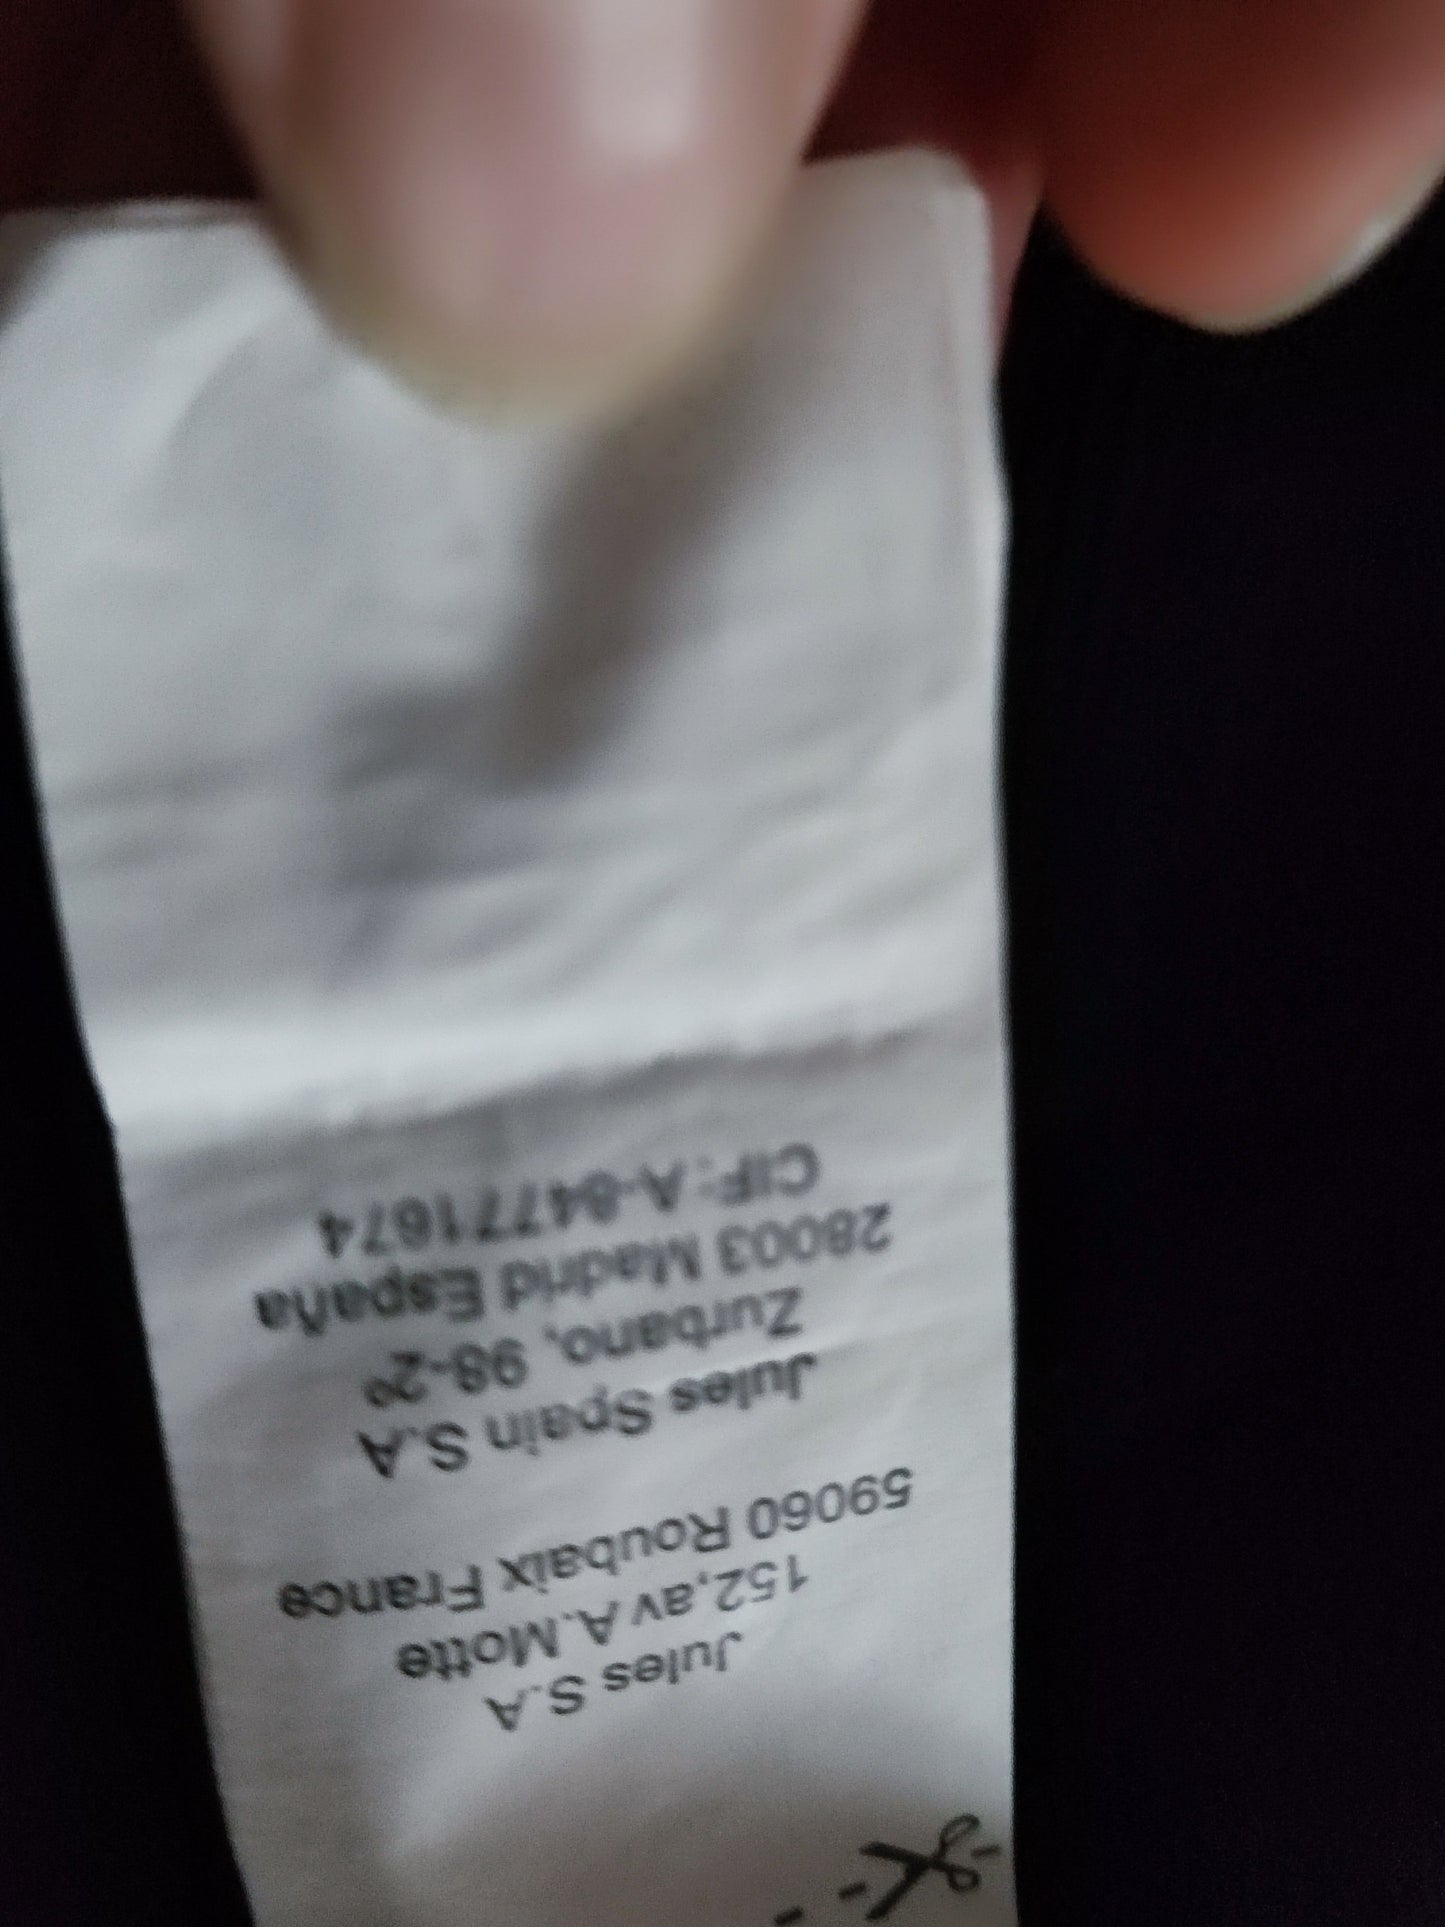 Jules S.A
152,av A.Motte
59060 Roubaix France
Jules Spain S.A
Zurbano, 98-2º
28003 Madrid España
CIF: A-84771674